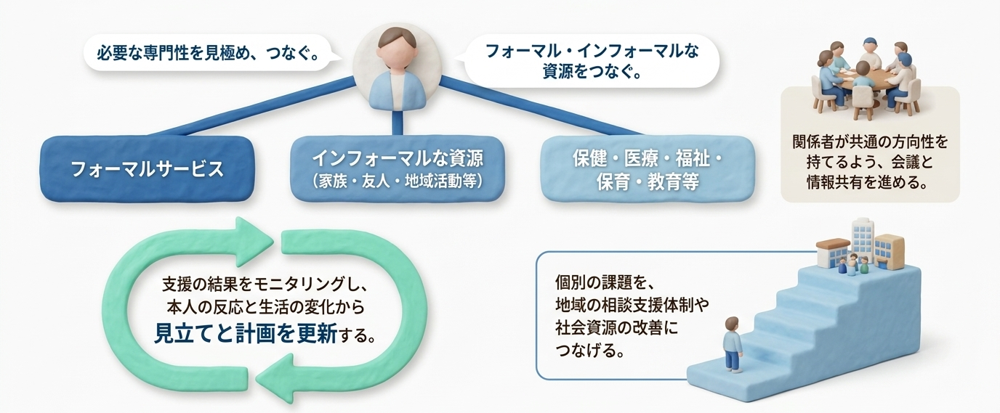 必要な専門性を見極め、つなぐ。
フォーマル・インフォーマルな
資源をつなぐ。
フォーマルサービス
インフォーマルな資源
（家族・友人・地域活動等）
保健・医療・福祉・
保育・教育等
関係者が共通の方向性を
持てるよう、会議と
情報共有を進める。
支援の結果をモニタリングし、
本人の反応と生活の変化から
見立てと計画を更新する。
個別の課題を、
地域の相談支援体制や
社会資源の改善に
つなげる。